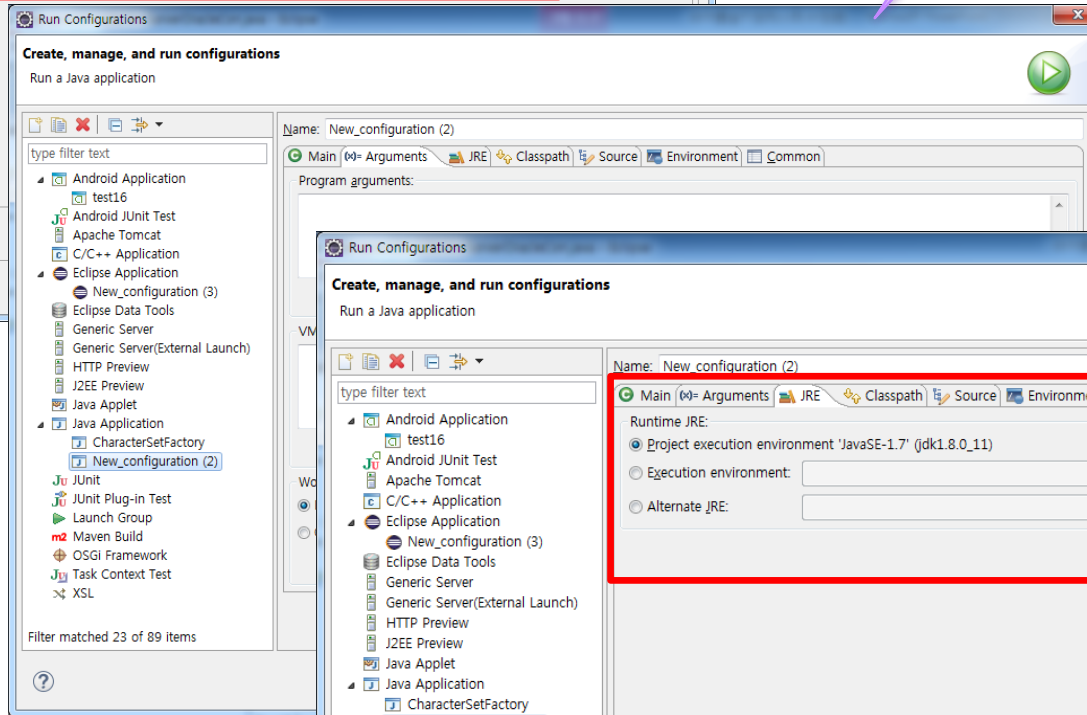 Run Configurations
Create, manage, and run configurations
Run a Java application
type filter text
Android Application
test16
Android JUnit Test
Apache Tomcat
C/C++ Application
Eclipse Application
New_configuration (3)
Eclipse Data Tools
Generic Server
Generic Server(External Launch)
HTTP Preview
J2EE Preview
Java Applet
Java Application
CharacterSetFactory
New_configuration (2)
JUnit
JUnit Plug-in Test
Launch Group
Maven Build
OSGi Framework
Task Context Test
XSL
Filter matched 23 of 89 items
Name: New_configuration (2)
Main (x)= Arguments JRE Classpath Source Environment Common
Program arguments:
VM
Wo
Run Configurations
Create, manage, and run configurations
Run a Java application
type filter text
Android Application
test16
Android JUnit Test
Apache Tomcat
C/C++ Application
Eclipse Application
New_configuration (3)
Eclipse Data Tools
Generic Server
Generic Server(External Launch)
HTTP Preview
J2EE Preview
Java Applet
Java Application
CharacterSetFactory
Name: New_configuration (2)
Main (x)= Arguments JRE Classpath Source Environme
Runtime JRE:
Project execution environment 'JavaSE-1.7' (jdk1.8.0_11)
Execution environment:
Alternate JRE: